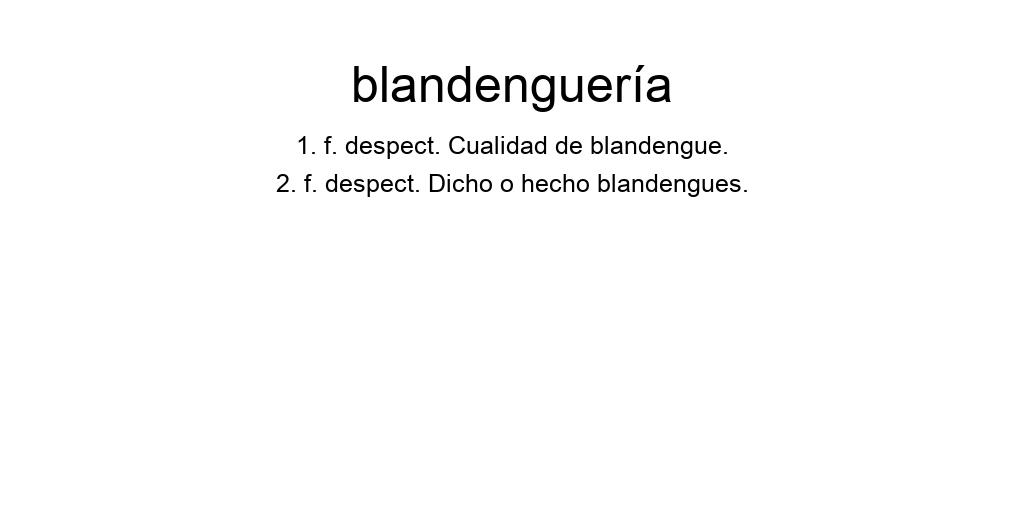 blandenguería
1. f. despect. Cualidad de blandengue.
2. f. despect. Dicho o hecho blandengues.